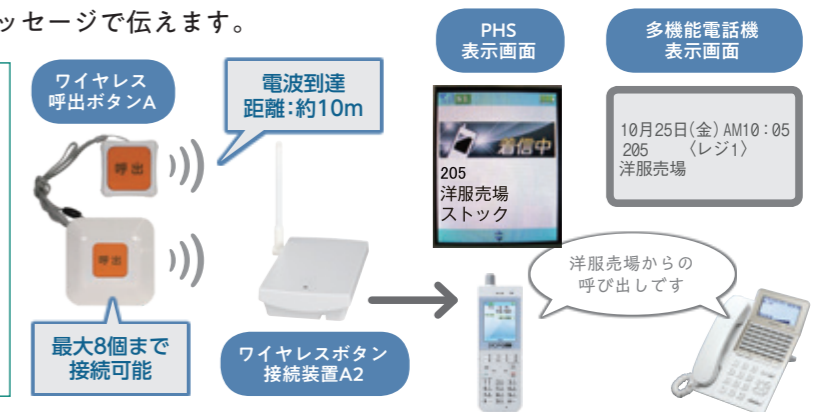 ッセージで伝えます。
PHS
表示画面
多機能電話機
表示画面
ワイヤレス
呼出ボタンA
電波到達
距離:約10m
呼出
呼出
着信中
205
洋服売場
ストック
10月25日(金)AM10:05
205 〈レジ1〉
洋服売場
洋服売場からの
呼び出しです
最大8個まで
接続可能
ワイヤレスボタン
接続装置A2